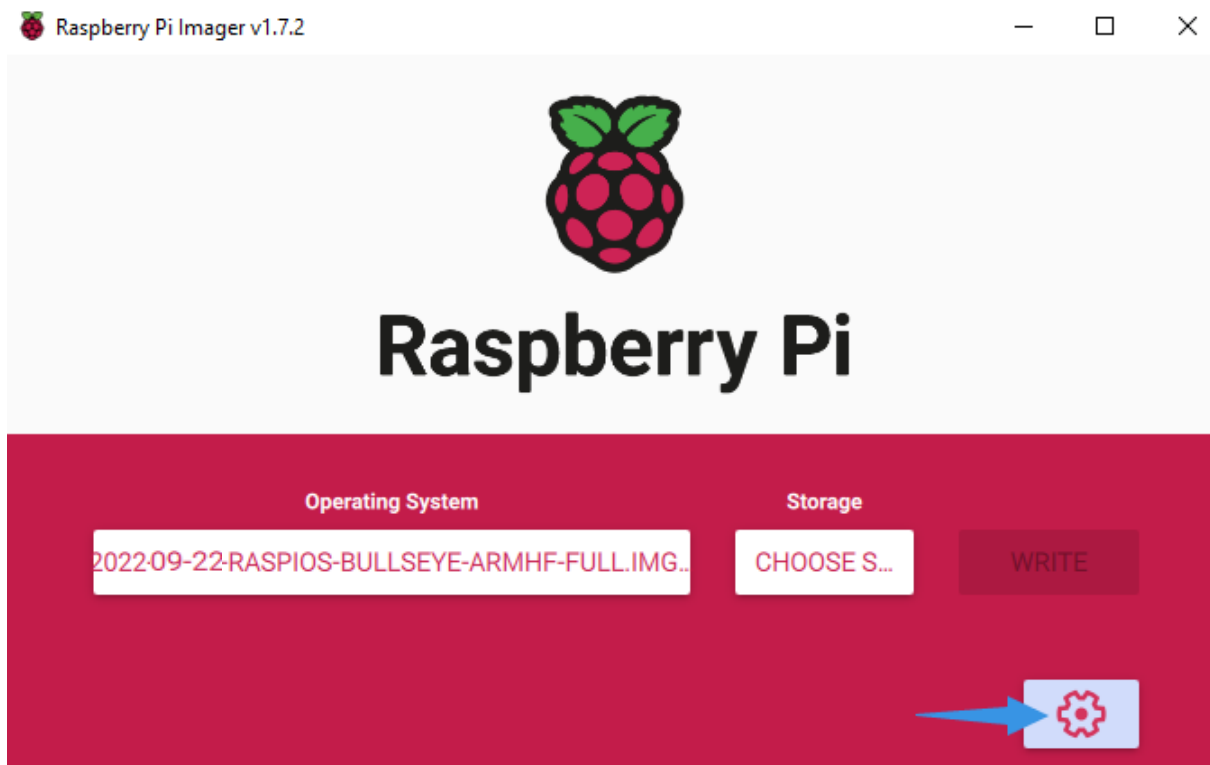 Raspberry Pi Imager v1.7.2
Raspberry Pi
Operating System
Storage
2022-09-22-RASPIOS-BULLSEYE-ARMHF-FULL.IMG..
CHOOSE S...
WRITE